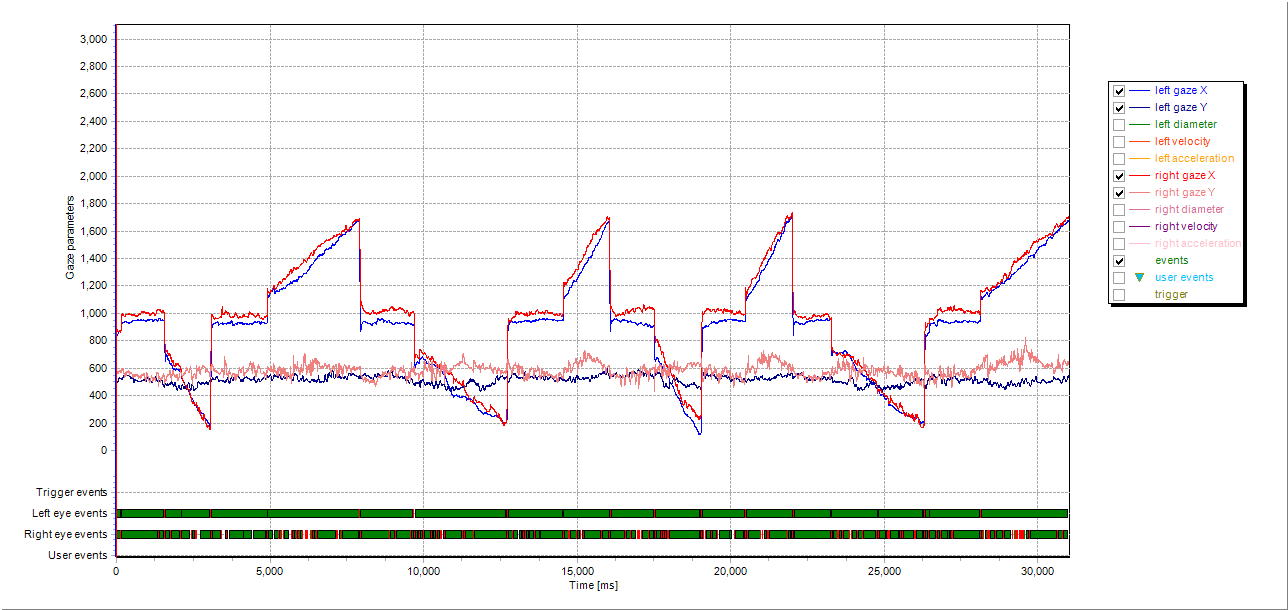 3,000
2,800
2,600
2,400
2,200
2,000
1,800
1,600
1,400
1,200
1,000
800
600
400
200
0
Gaze parameters
Trigger events
Left eye events
Right eye events
User events
0 5,000 10,000 15,000 20,000 25,000 30,000
Time [ms]
left gaze X
left gaze Y
left diameter
left velocity
left acceleration
right gaze X
right gaze Y
right diameter
right velocity
right acceleration
events
user events
trigger